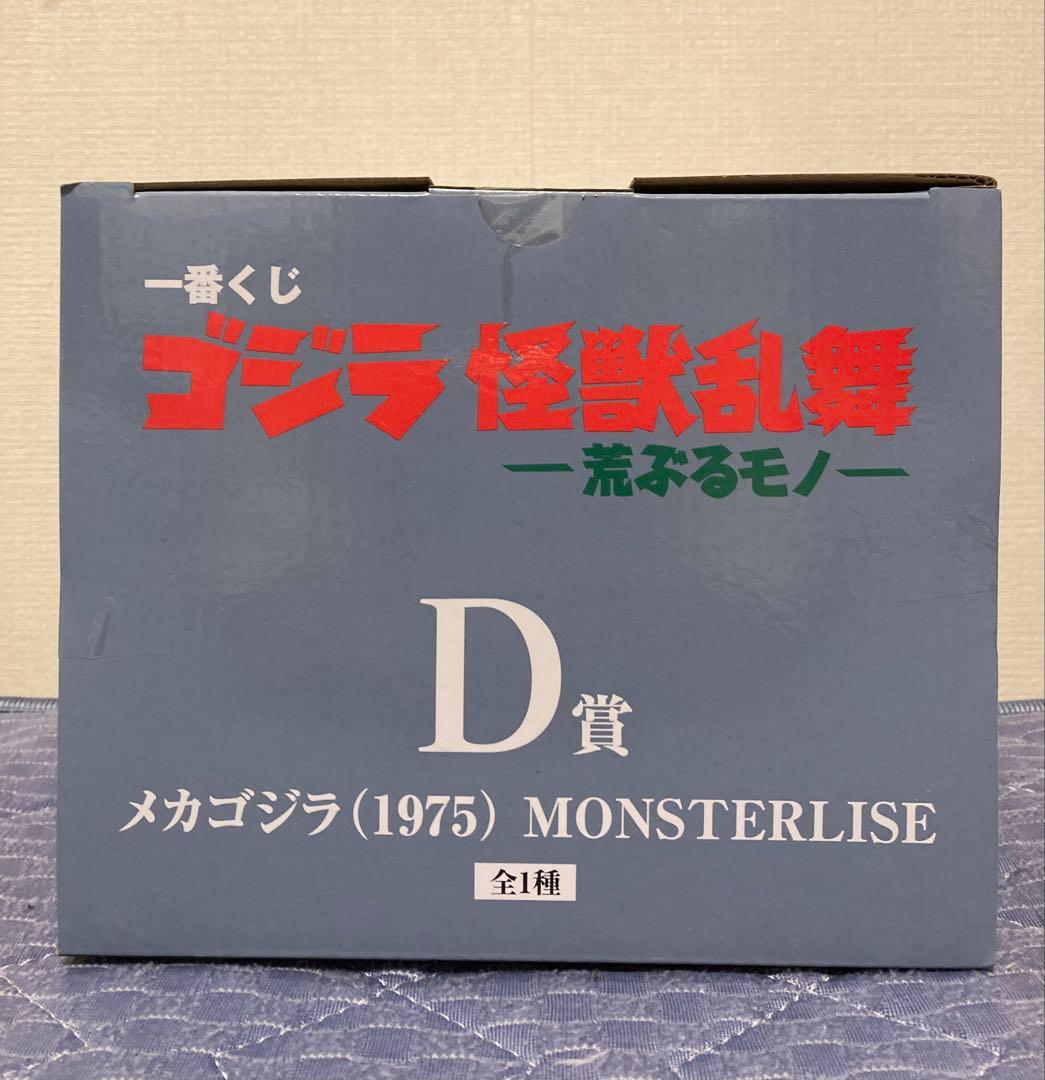 一番くじ
ゴジラ 怪獣乱舞
―荒ぶるモノ―
D賞
メカゴジラ(1975) MONSTERLISE
全1種